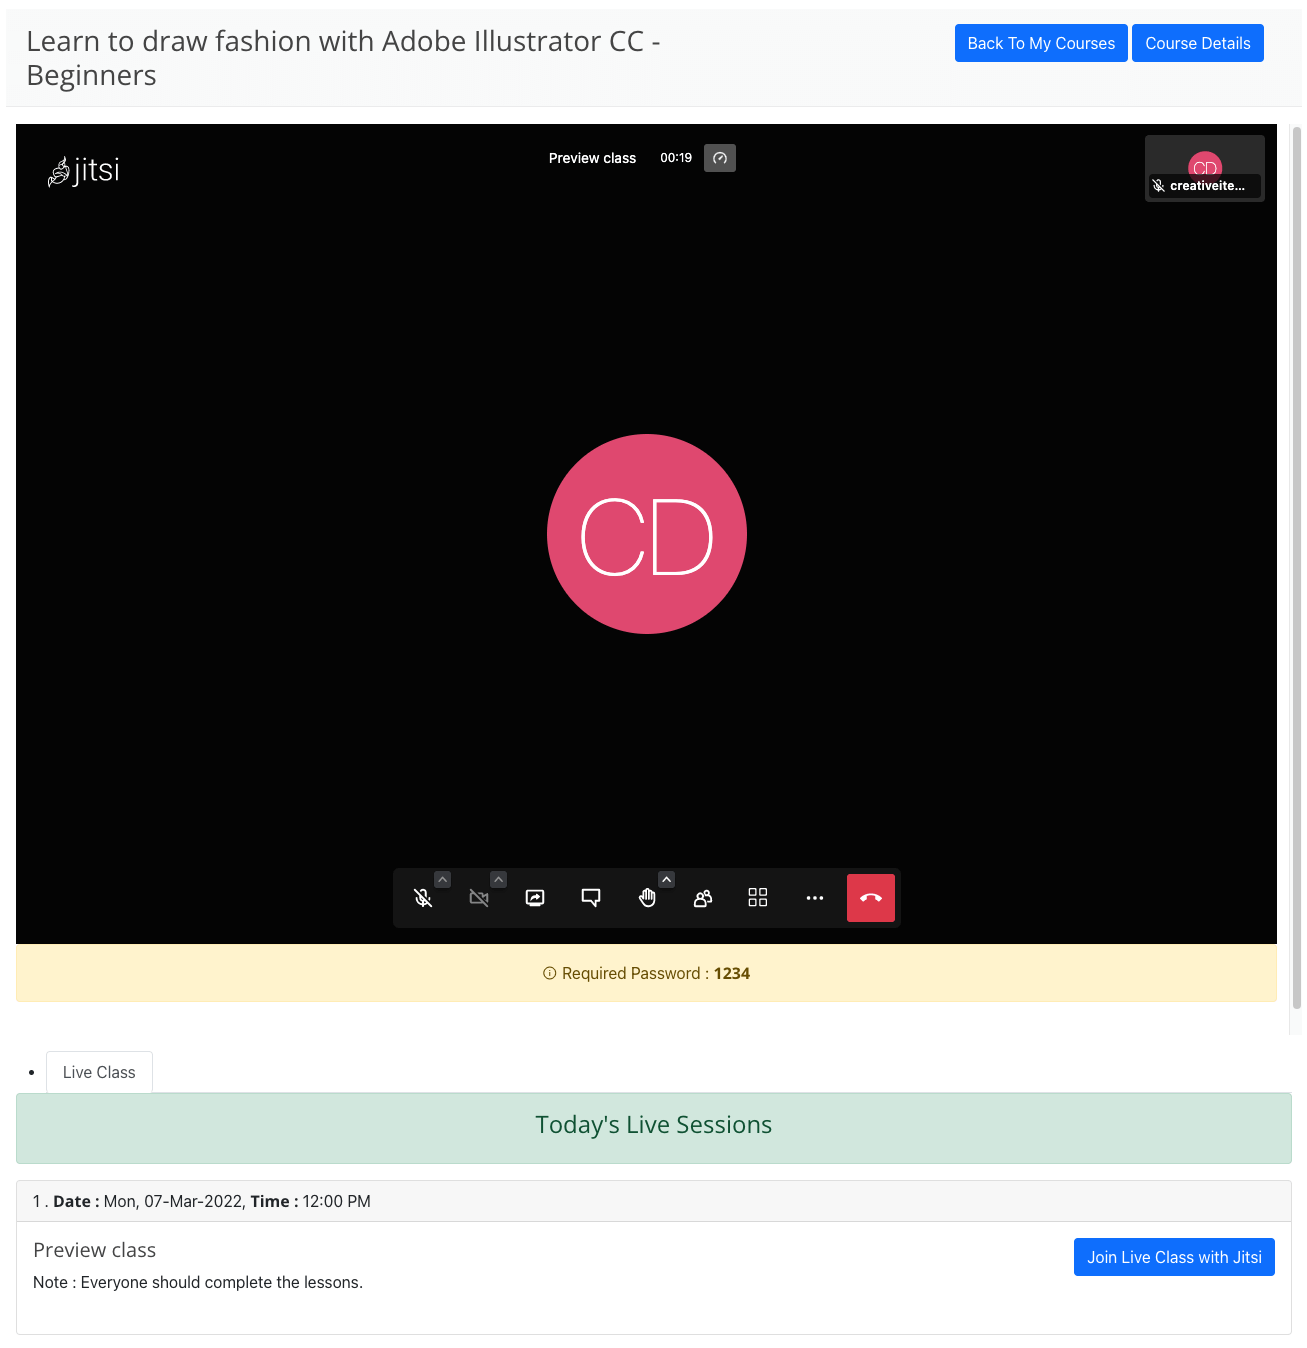 Learn to draw fashion with Adobe Illustrator CC -
Beginners
Back To My Courses
Course Details
jitsi
Preview class
00:19
CD
creativeite...
CD
Required Password : 1234
• Live Class
Today's Live Sessions
1 . Date : Mon, 07-Mar-2022, Time : 12:00 PM
Preview class
Join Live Class with Jitsi
Note : Everyone should complete the lessons.